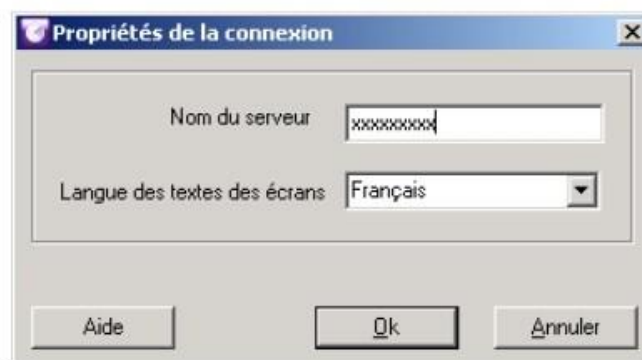 Propriétés de la connexion
Nom du serveur xxxxxxxxx
Langue des textes des écrans Français
Aide Ok Annuler